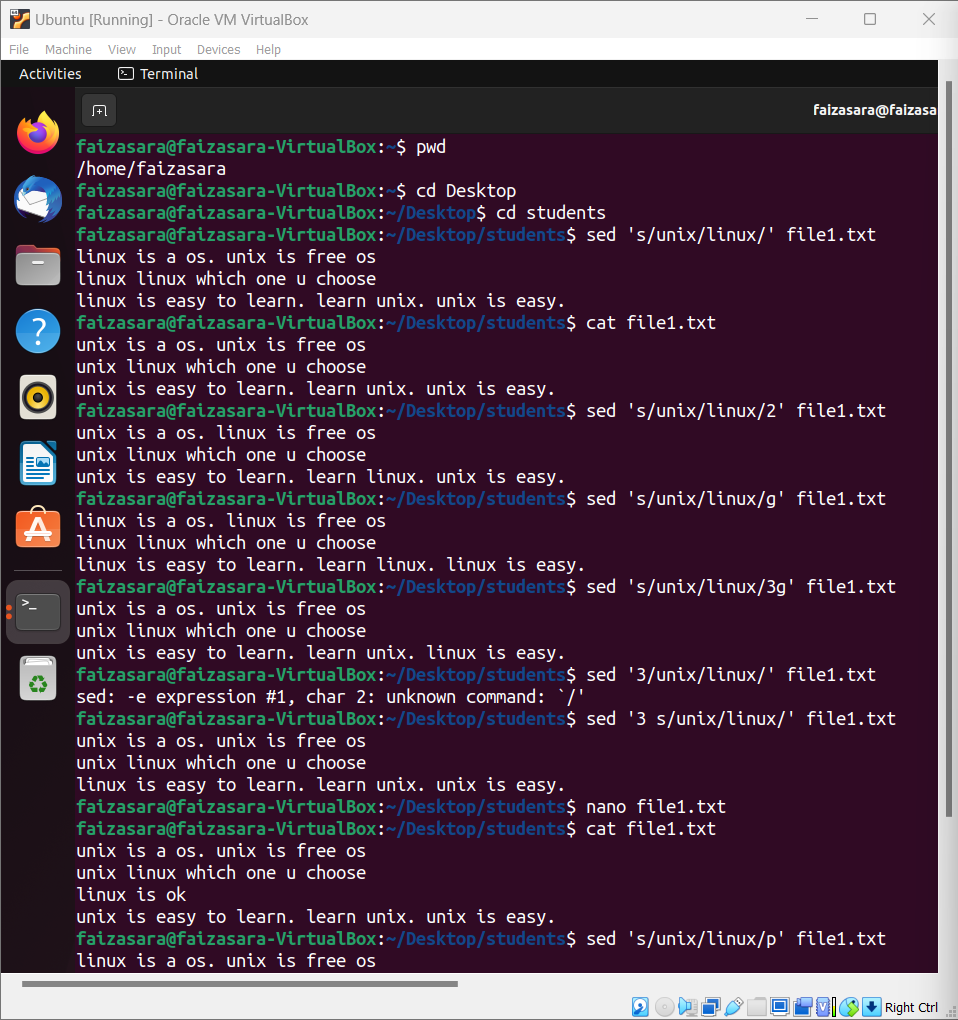 Ubuntu [Running] - Oracle VM VirtualBox
File Machine View Input Devices Help
Activities Terminal
faizasara@faizasa
faizasara@faizasara-VirtualBox:~$ pwd
/home/faizasara
faizasara@faizasara-VirtualBox:~$ cd Desktop
faizasara@faizasara-VirtualBox:~/Desktop$ cd students
faizasara@faizasara-VirtualBox:~/Desktop/students$ sed 's/unix/linux/' file1.txt
linux is a os. unix is free os
linux linux which one u choose
linux is easy to learn. learn unix. unix is easy.
faizasara@faizasara-VirtualBox:~/Desktop/students$ cat file1.txt
unix is a os. unix is free os
unix linux which one u choose
unix is easy to learn. learn unix. unix is easy.
faizasara@faizasara-VirtualBox:~/Desktop/students$ sed 's/unix/linux/2' file1.txt
unix is a os. linux is free os
unix linux which one u choose
unix is easy to learn. learn linux. unix is easy.
faizasara@faizasara-VirtualBox:~/Desktop/students$ sed 's/unix/linux/g' file1.txt
linux is a os. linux is free os
linux linux which one u choose
linux is easy to learn. learn linux. linux is easy.
faizasara@faizasara-VirtualBox:~/Desktop/students$ sed 's/unix/linux/3g' file1.txt
unix is a os. unix is free os
unix linux which one u choose
unix is easy to learn. learn unix. linux is easy.
faizasara@faizasara-VirtualBox:~/Desktop/students$ sed '3/unix/linux/' file1.txt
sed: -e expression #1, char 2: unknown command: `/'
faizasara@faizasara-VirtualBox:~/Desktop/students$ sed '3 s/unix/linux/' file1.txt
unix is a os. unix is free os
unix linux which one u choose
linux is easy to learn. learn unix. unix is easy.
faizasara@faizasara-VirtualBox:~/Desktop/students$ nano file1.txt
faizasara@faizasara-VirtualBox:~/Desktop/students$ cat file1.txt
unix is a os. unix is free os
unix linux which one u choose
linux is ok
unix is easy to learn. learn unix. unix is easy.
faizasara@faizasara-VirtualBox:~/Desktop/students$ sed 's/unix/linux/p' file1.txt
linux is a os. unix is free os
Right Ctrl